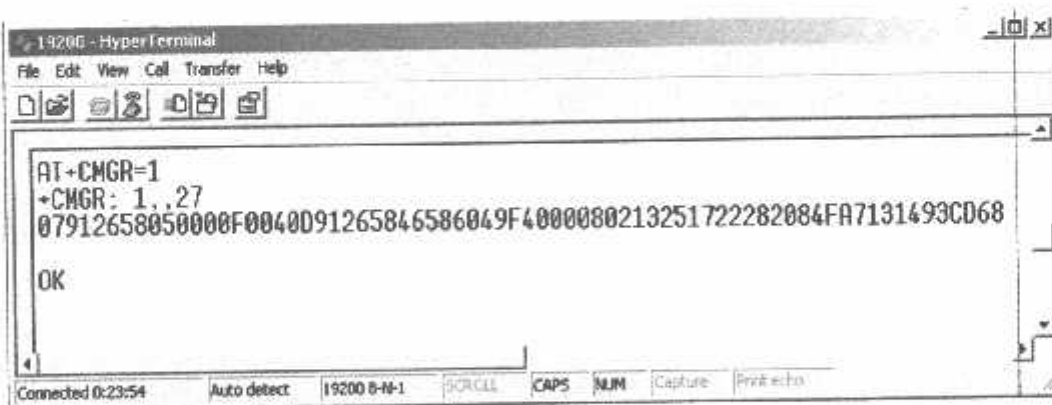 19200 - HyperTerminal
File Edit View Call Transfer Help
AT+CMGR=1
+CMGR: 1,,27
07912658050000F0040D91265846586049F4000080213251722282084FA7131493CD68
OK
Connected 0:23:54 Auto detect 19200 8-N-1 SCROLL CAPS NUM Capture Print echo